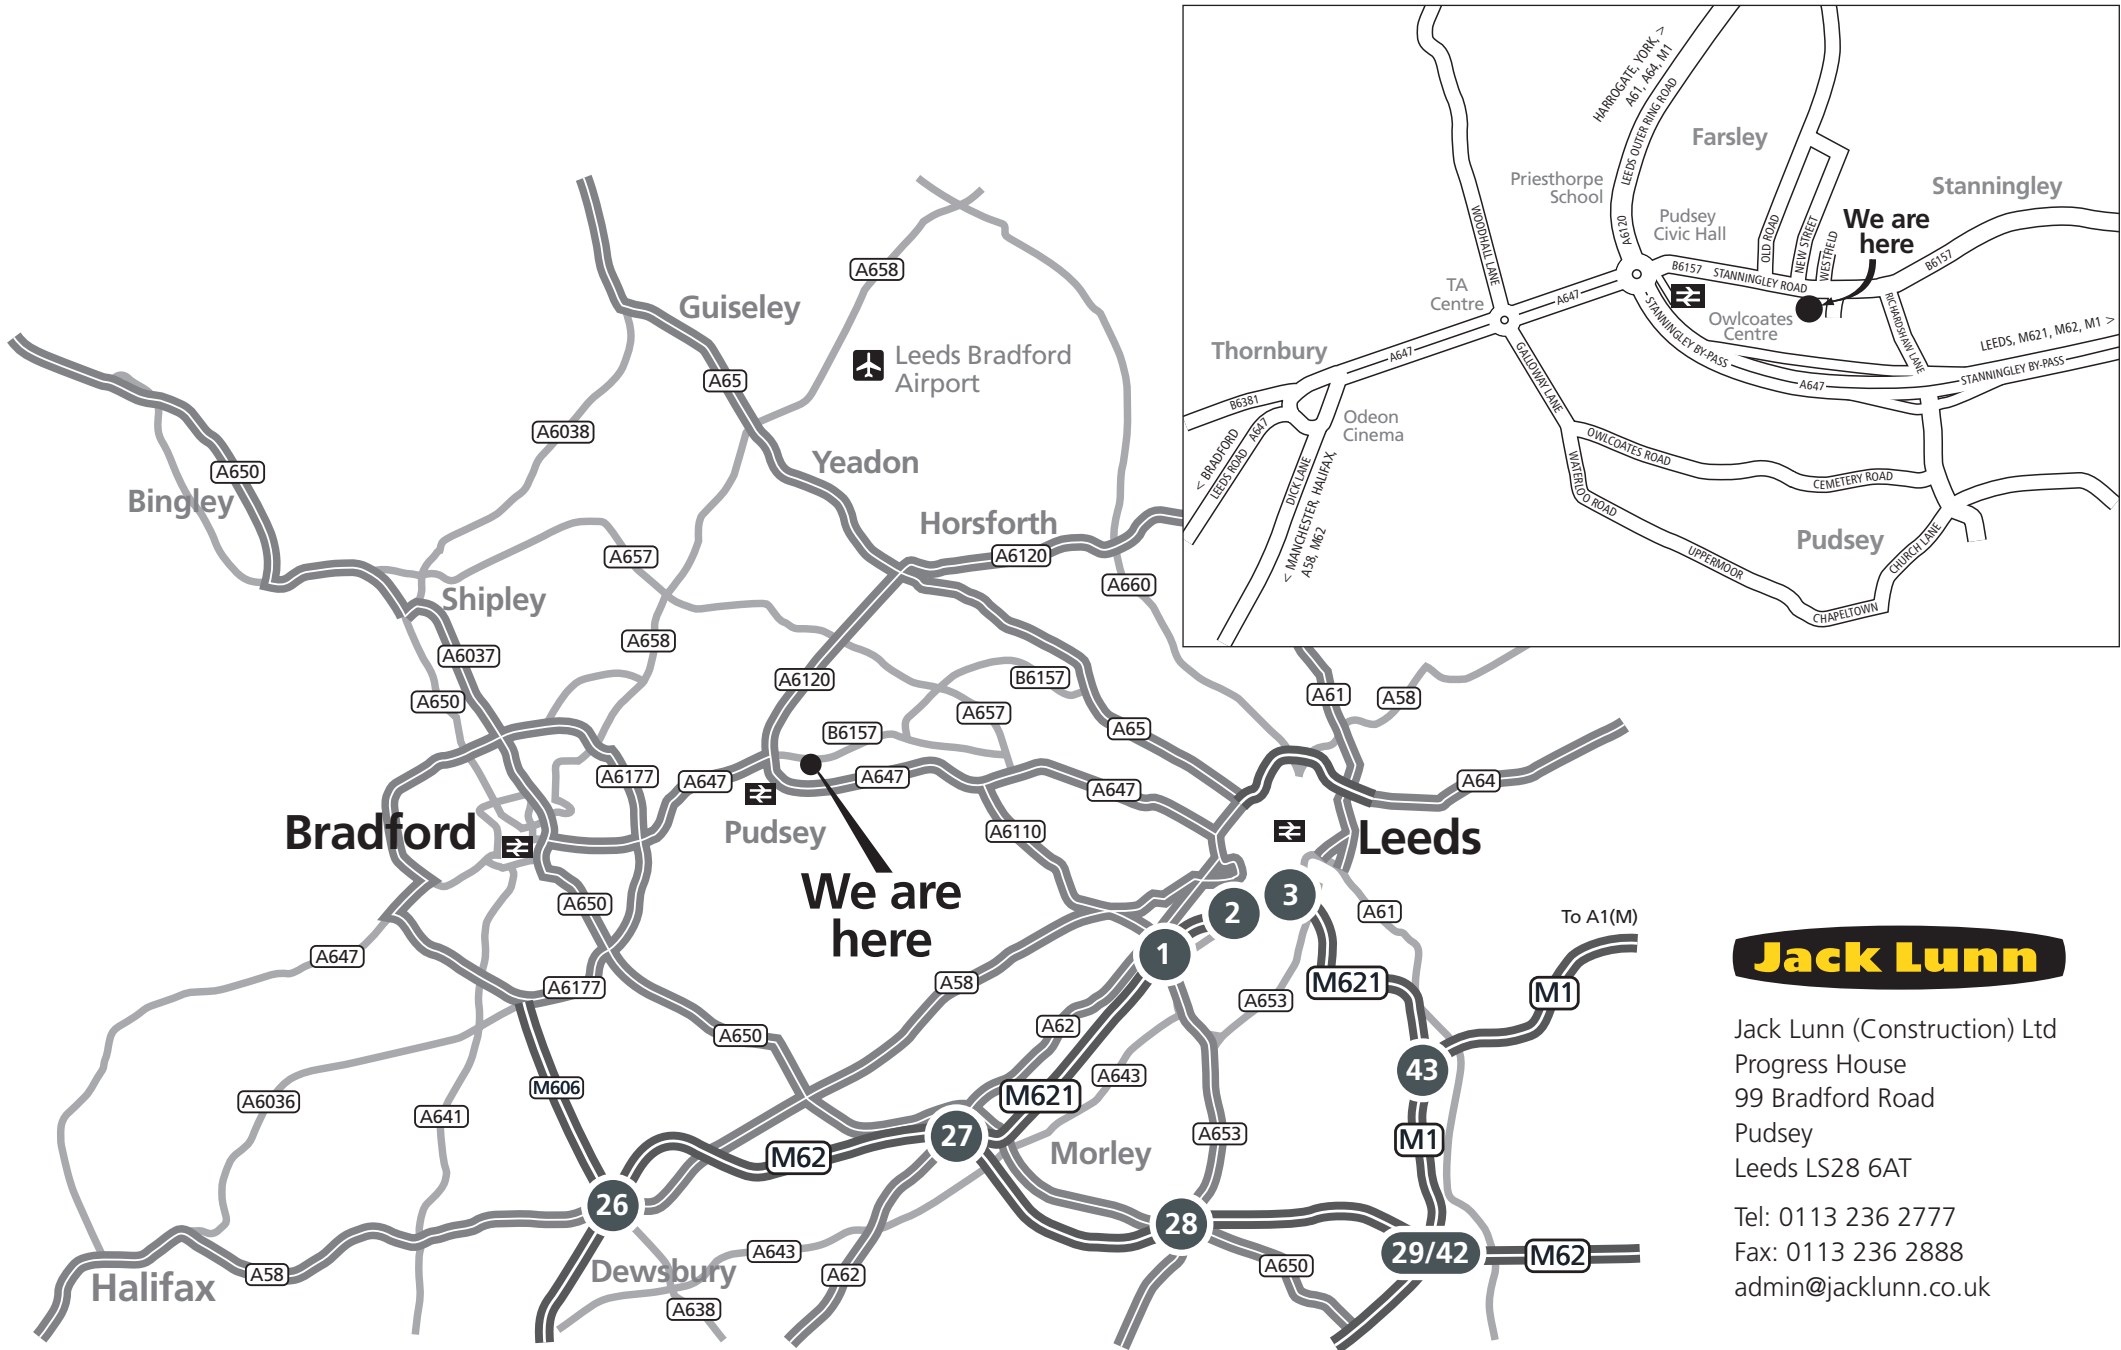 Guiseley
A658
Leeds Bradford
Airport
A65
A6038
Yeadon
A650
Bingley
Horsforth
A657
A6120
A660
Shipley
A658
A6037
A650
A6120
B6157
A657
A61
A58
B6157
A65
A6177
A647
A647
A647
A64
Bradford
Pudsey
A6110
Leeds
We are
here
A650
3
2
1
A61
To A1(M)
A647
A6177
A58
M621
A653
M1
A650
A62
M606
M621
A643
43
A6036
A641
27
A653
M1
Morley
M62
26
28
29/42
M62
Halifax
A58
Dewsbury
A643
A62
A650
A638
HARROGATE, YORK, >
A61, A64, M1
LEEDS OUTER RING ROAD
Farsley
Priesthorpe
School
Stanningley
WOODHALL LANE
A6120
Pudsey
Civic Hall
OLD ROAD
NEW STREET
WESTFIELD
We are
here
B6157
STANNINGLEY ROAD
B6157
TA
Centre
A647
Owlcoates
Centre
RICHARDSHAW LANE
LEEDS, M621, M62, M1 >
STANNINGLEY BY-PASS
STANNINGLEY BY-PASS
A647
Thornbury
A647
GALLOWAY LANE
B6381
A647
< BRADFORD
LEEDS ROAD
Odeon
Cinema
DICK LANE
< MANCHESTER, HALIFAX,
A58, M62
OWLCOATES ROAD
CEMETERY ROAD
WATERLOO ROAD
Pudsey
UPPERMOOR
CHURCH LANE
CHAPELTOWN
Jack Lunn
Jack Lunn (Construction) Ltd
Progress House
99 Bradford Road
Pudsey
Leeds LS28 6AT
Tel: 0113 236 2777
Fax: 0113 236 2888
admin@jacklunn.co.uk